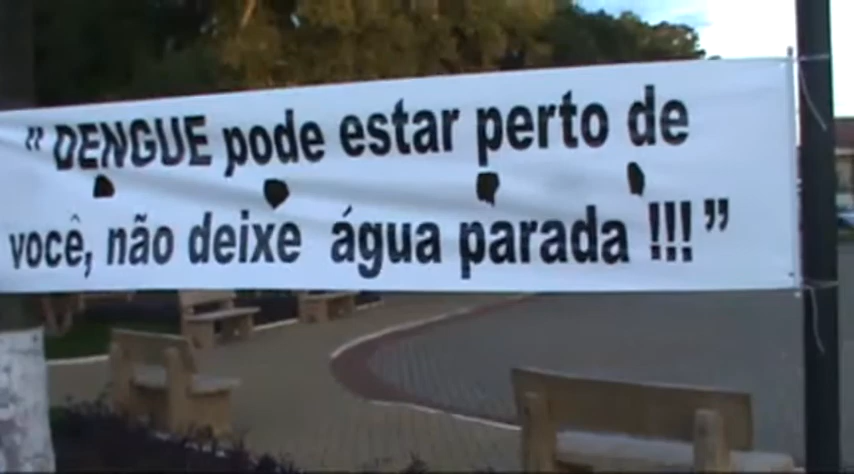 " DENGUE pode estar perto de
você, não deixe água parada !!! ”